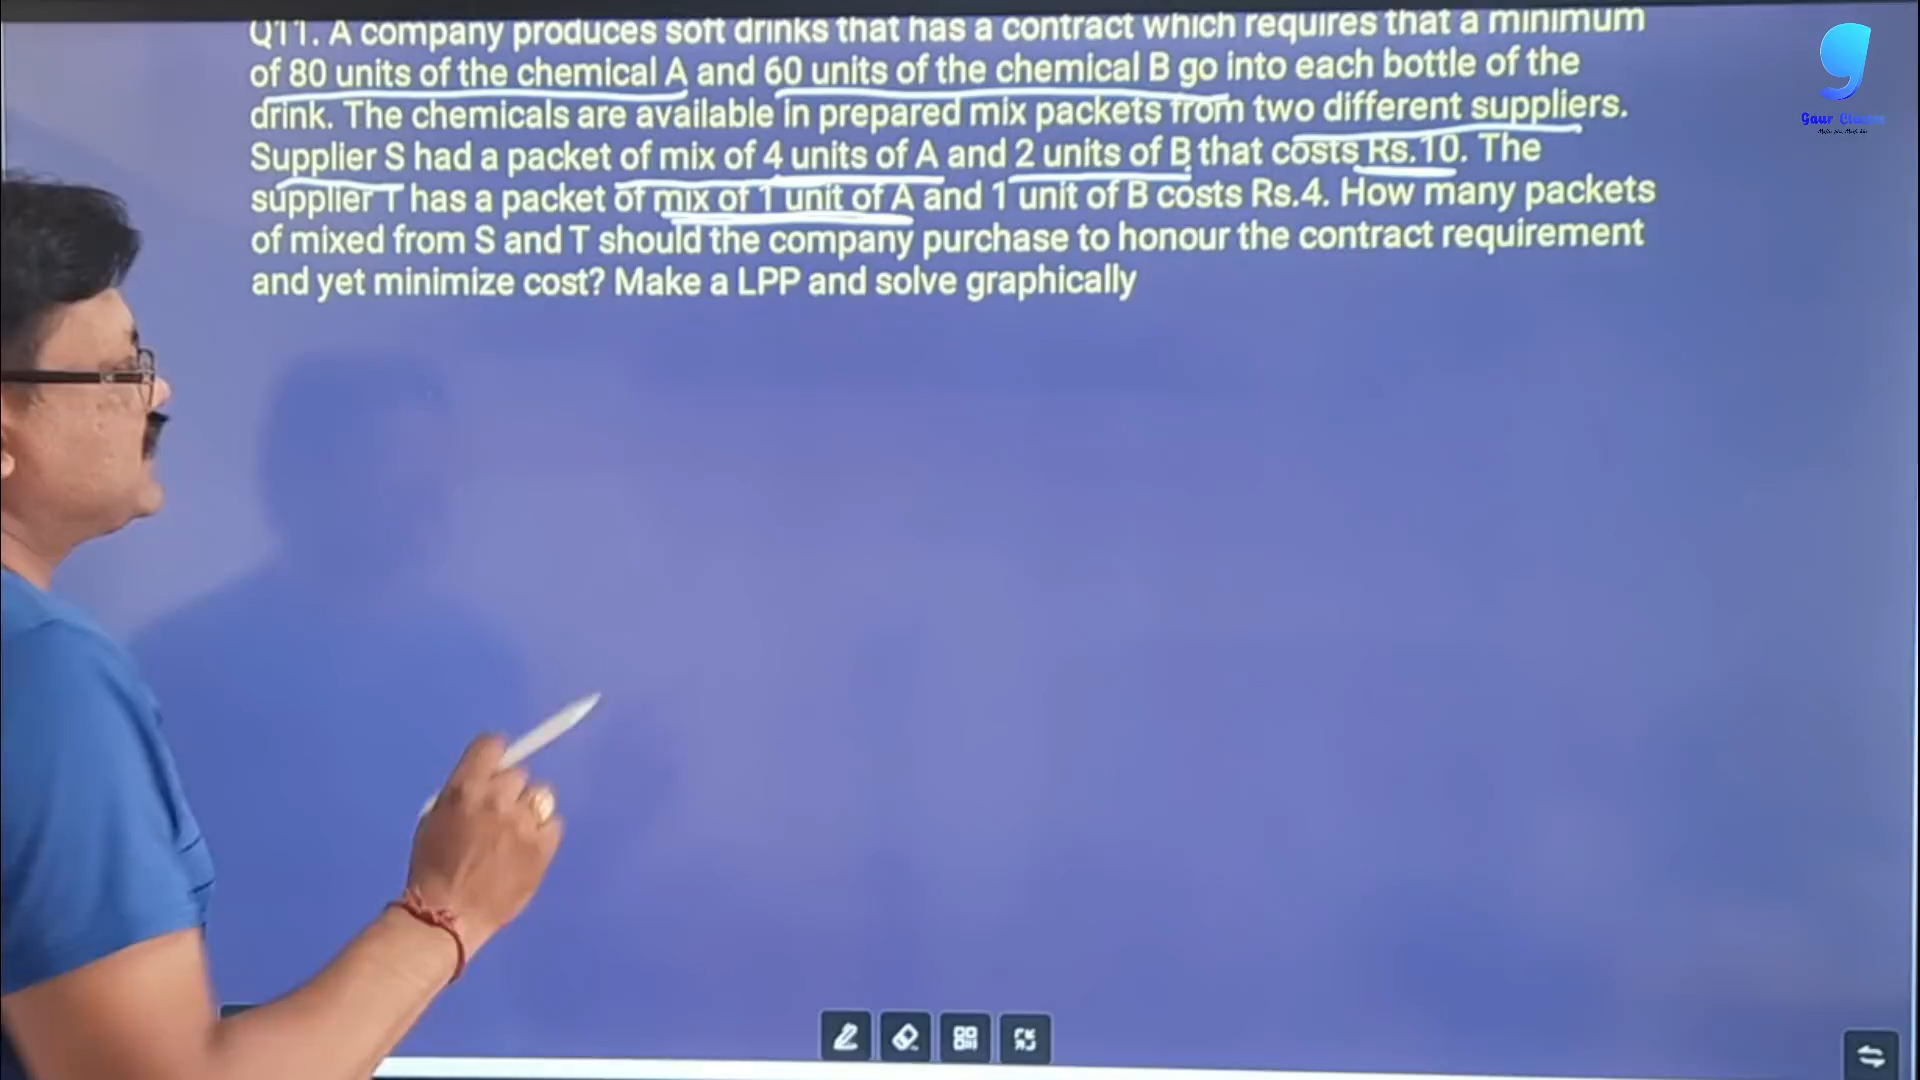 Q11. A company produces soft drinks that has a contract which requires that a minimum
of 80 units of the chemical A and 60 units of the chemical B go into each bottle of the
drink. The chemicals are available in prepared mix packets from two different suppliers.
Supplier S had a packet of mix of 4 units of A and 2 units of B that costs Rs.10. The
supplier T has a packet of mix of 1 unit of A and 1 unit of B costs Rs.4. How many packets
of mixed from S and T should the company purchase to honour the contract requirement
and yet minimize cost? Make a LPP and solve graphically
Gaur Classes